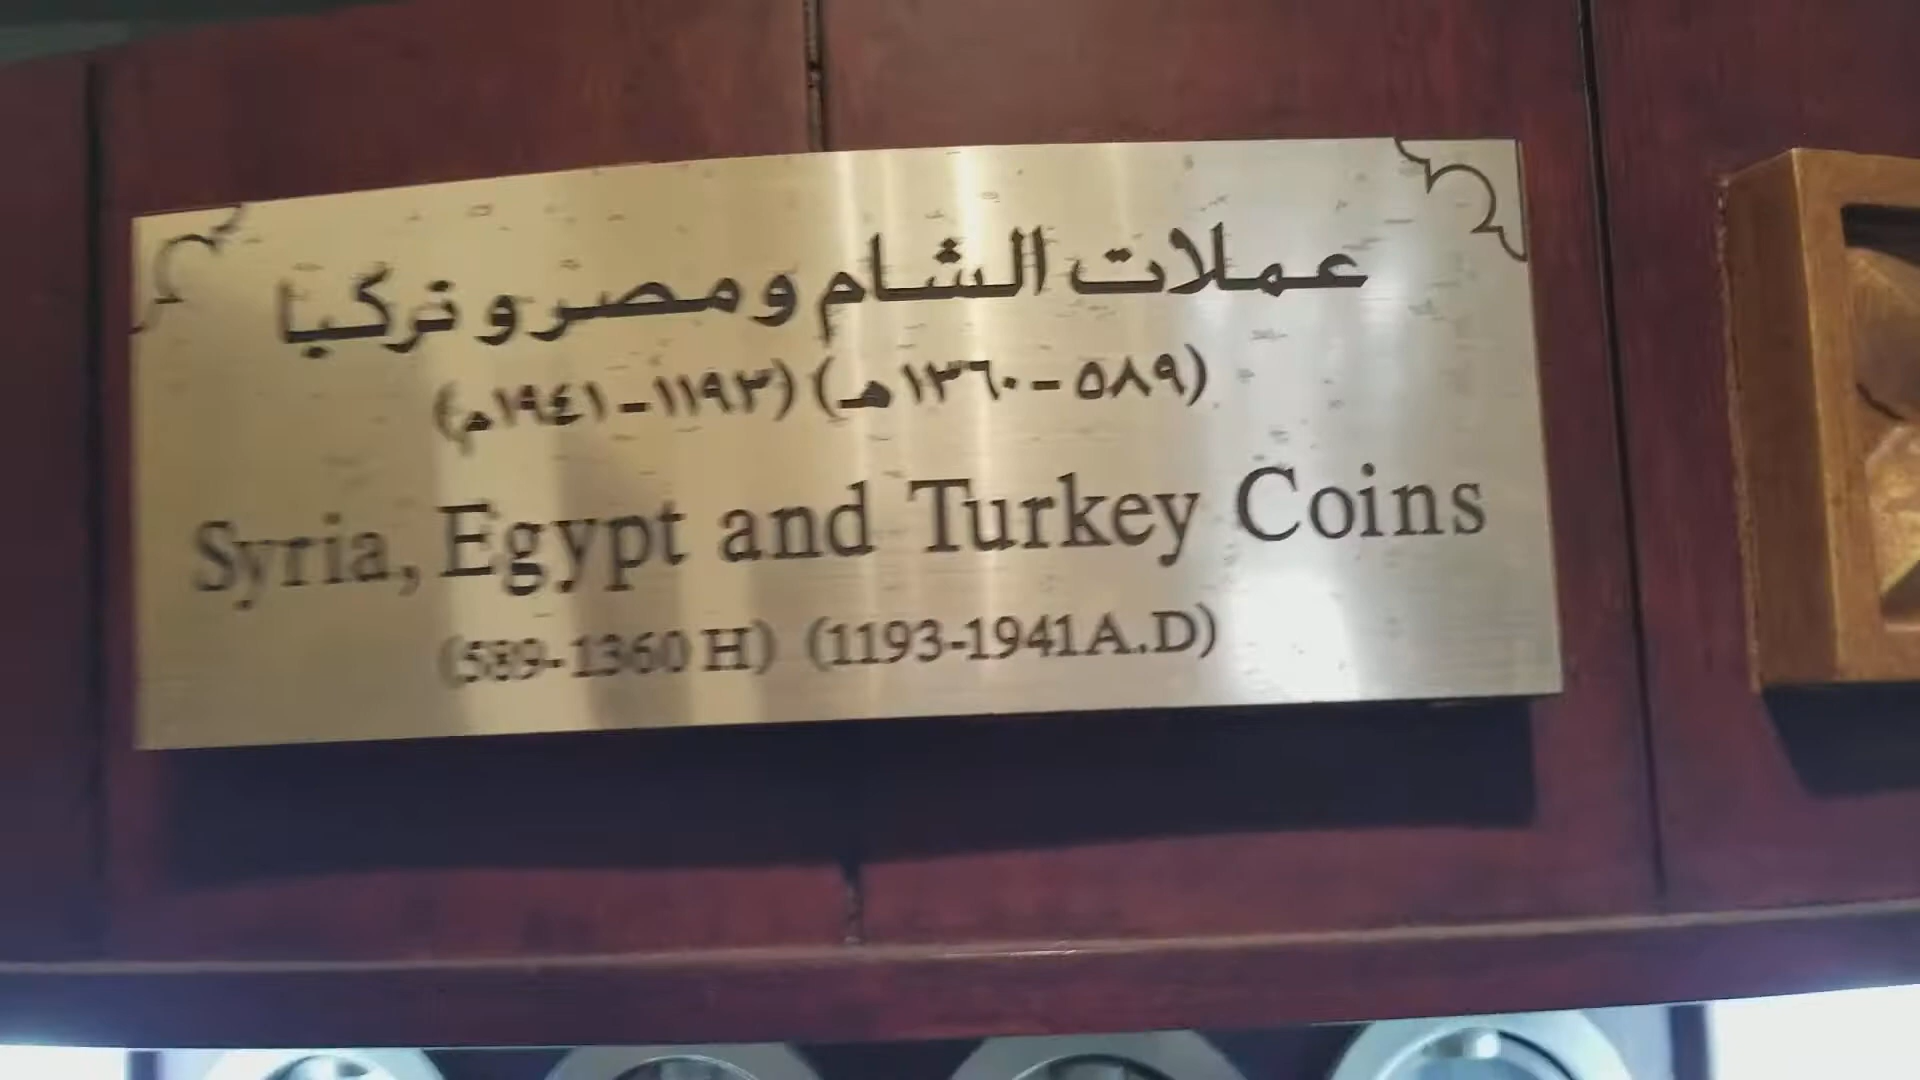 عملات الشام ومصر وتركيا
(٥٨٩-١٣٦٠هـ) (١١٩٣-١٩٤١م)
Syria, Egypt and Turkey Coins
(589-1360 H) (1193-1941A.D)